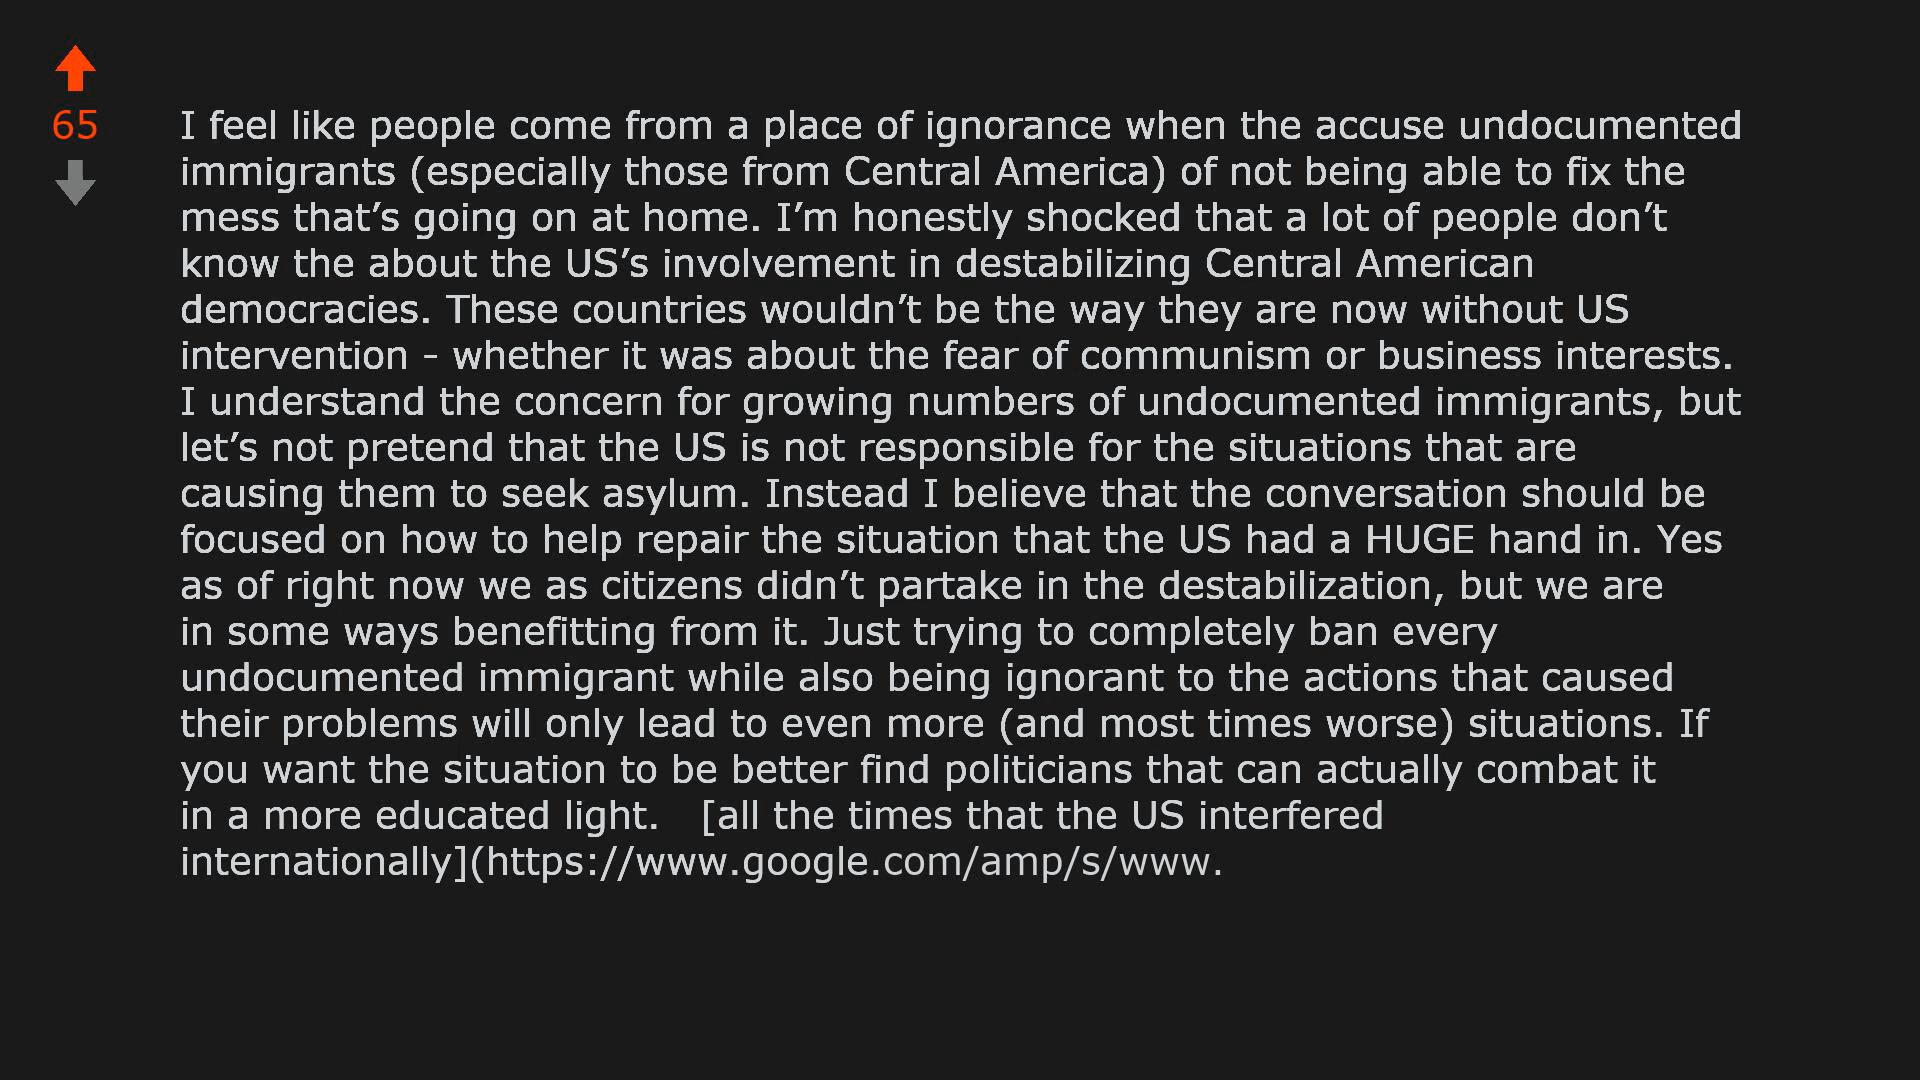 65
I feel like people come from a place of ignorance when the accuse undocumented
immigrants (especially those from Central America) of not being able to fix the
mess that’s going on at home. I’m honestly shocked that a lot of people don’t
know the about the US’s involvement in destabilizing Central American
democracies. These countries wouldn’t be the way they are now without US
intervention - whether it was about the fear of communism or business interests.
I understand the concern for growing numbers of undocumented immigrants, but
let’s not pretend that the US is not responsible for the situations that are
causing them to seek asylum. Instead I believe that the conversation should be
focused on how to help repair the situation that the US had a HUGE hand in. Yes
as of right now we as citizens didn’t partake in the destabilization, but we are
in some ways benefitting from it. Just trying to completely ban every
undocumented immigrant while also being ignorant to the actions that caused
their problems will only lead to even more (and most times worse) situations. If
you want the situation to be better find politicians that can actually combat it
in a more educated light.   [all the times that the US interfered
internationally](https://www.google.com/amp/s/www.